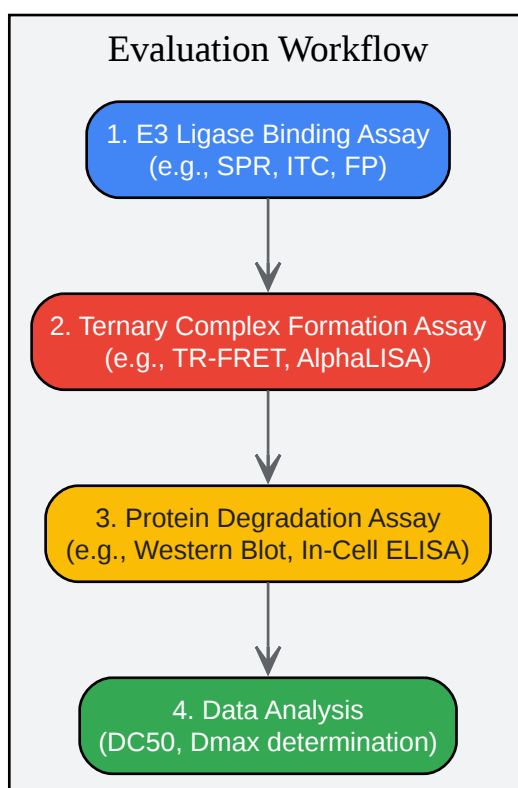 Evaluation Workflow
1. E3 Ligase Binding Assay
(e.g., SPR, ITC, FP)
2. Ternary Complex Formation Assay
(e.g., TR-FRET, AlphaLISA)
3. Protein Degradation Assay
(e.g., Western Blot, In-Cell ELISA)
4. Data Analysis
(DC50, Dmax determination)